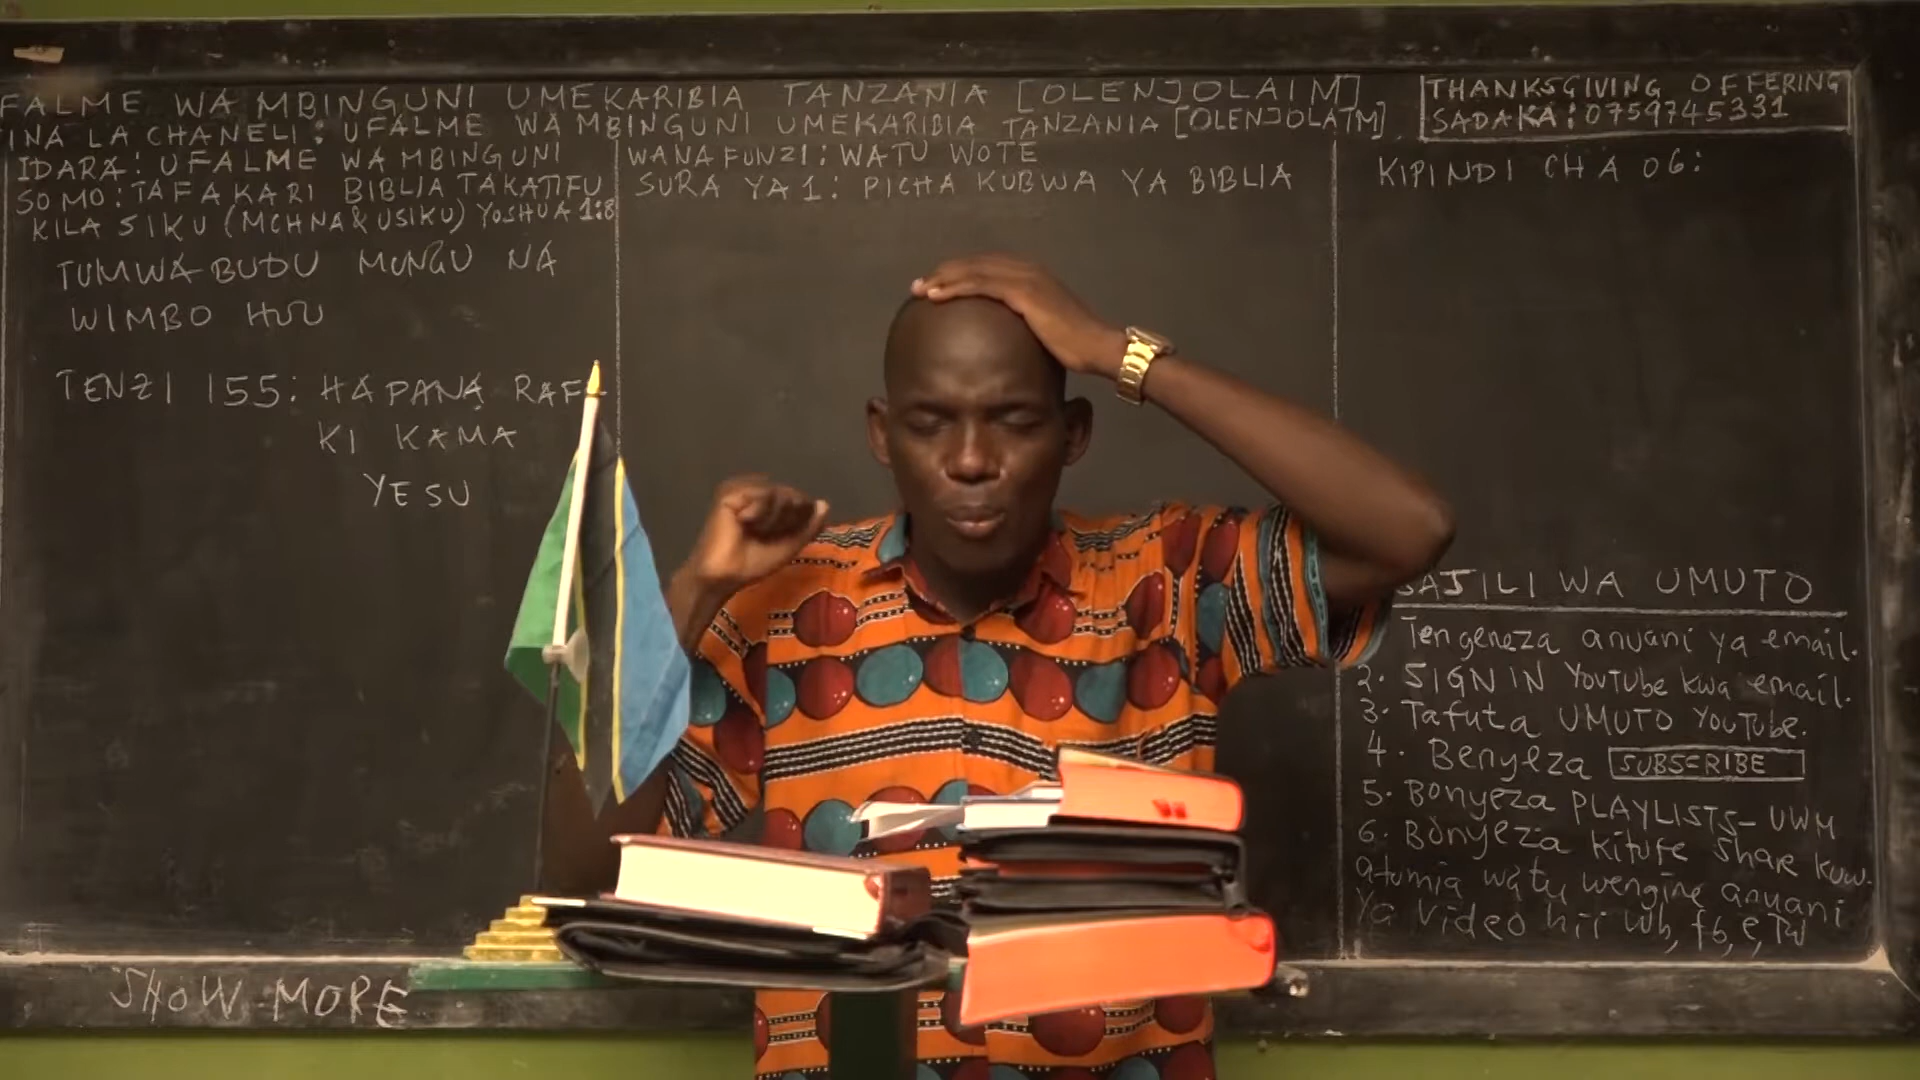 FALME WA MBINGUNI UMEKARIBIA TANZANIA [OLENJOLAIM]
INA LA CHANELI: UFALME WA MBINGUNI UMEKARIBIA TANZANIA [OLENJOLAIM]
THANKSGIVING OFFERING
SADAKA: 0759745331
IDARA: UFALME WA MBINGUNI
SOMO: TAFAKARI BIBLIA TAKATIFU
KILA SIKU (MCHNA & USIKU) YOSHUA 1:8
TUMWABUDU MUNGU NA
WIMBO HUU
TENZI 155: HAPANA RAFI
KI KAMA
YESU
WANAFUNZI: WATU WOTE
SURA YA 1: PICHA KUBWA YA BIBLIA
KIPINDI CHA 06:
SAJILI WA UMUTO
Tengeneza anuani ya email.
2. SIGN IN YouTube kwa email.
3. Tafuta UMUTO YouTube.
4. Benyeza SUBSCRIBE
5. Bonyeza PLAYLISTS- UWM
6. Bonyeza kitufe share kuw.
atumia watu wengine anuani
ya video hii wb, fb, e, Tw
SHOW MORE